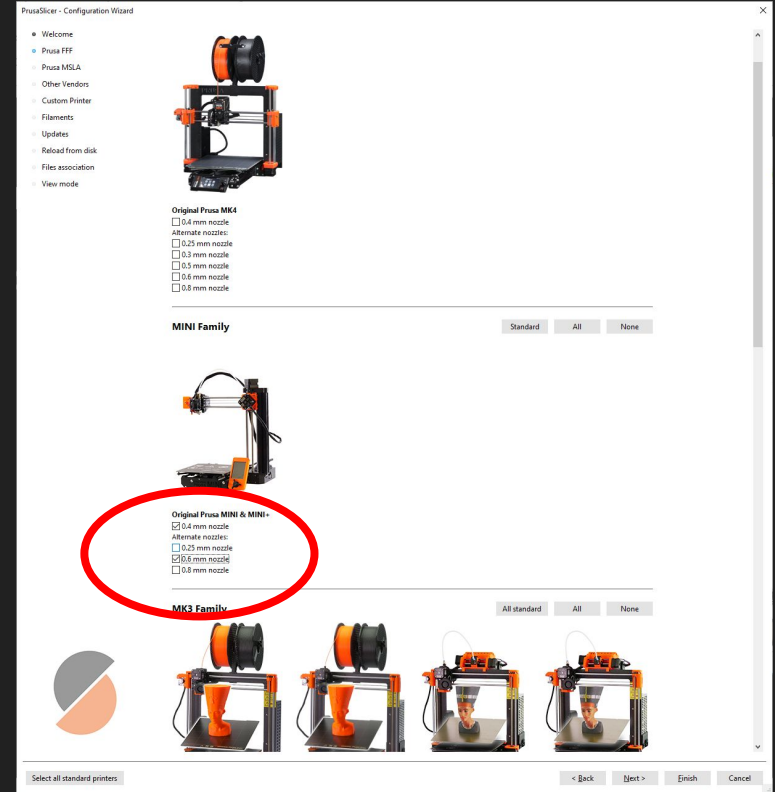 PrusaSlicer - Configuration Wizard
Welcome
Prusa FFF
Prusa MSLA
Other Vendors
Custom Printer
Filaments
Updates
Reload from disk
Files association
View mode
Original Prusa MK4
0.4 mm nozzle
Alternate nozzles:
0.25 mm nozzle
0.3 mm nozzle
0.5 mm nozzle
0.6 mm nozzle
0.8 mm nozzle
MINI Family Standard All None
Original Prusa MINI & MINI+
0.4 mm nozzle
Alternate nozzles:
0.25 mm nozzle
0.6 mm nozzle
0.8 mm nozzle
MK3 Family All standard All None
Select all standard printers < Back Next > Finish Cancel